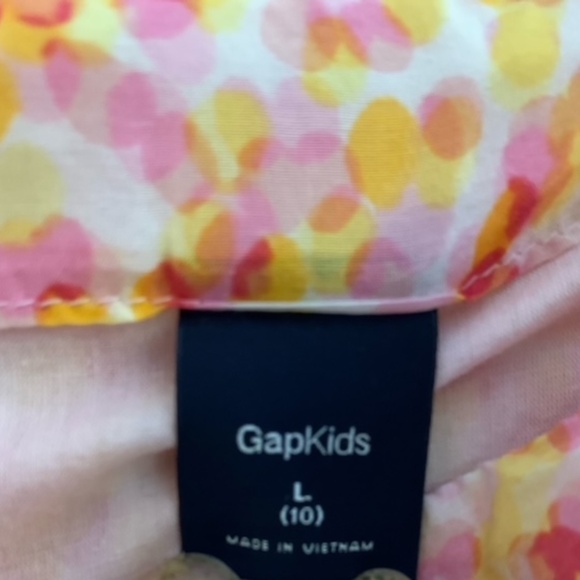 GapKids
L
(10)
MADE IN VIETNAM